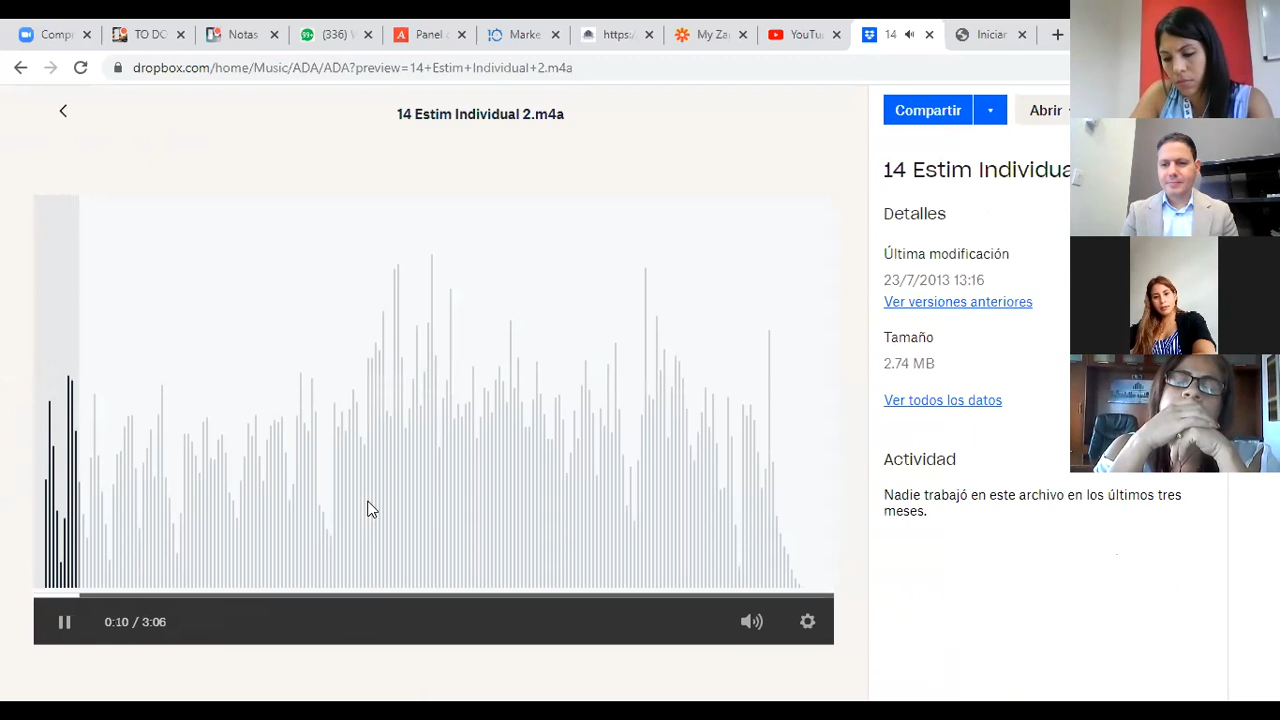 Compr
TO DO
Notas
(336) W
Panel d
Marke
https:/
My Za
YouTu
14
Iniciar
dropbox.com/home/Music/ADA/ADA?preview=14+Estim+Individual+2.m4a
14 Estim Individual 2.m4a
Compartir
Abrir
14 Estim Individua
Detalles
Última modificación
23/7/2013 13:16
Ver versiones anteriores
Tamaño
2.74 MB
Ver todos los datos
Actividad
Nadie trabajó en este archivo en los últimos tres
meses.
0:10 / 3:06